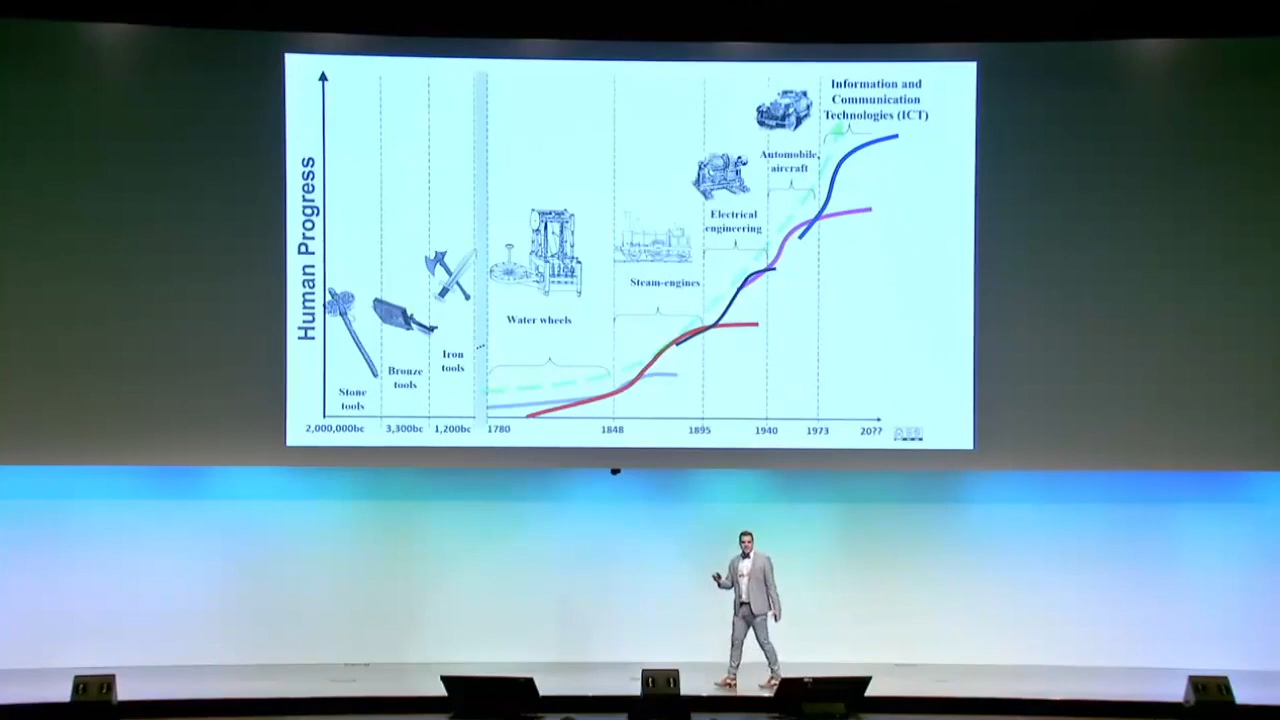 Information and
Communication
Technologies (ICT)
Automobile,
aircraft
Electrical
engineering
Steam-engines
Water wheels
Iron
tools
Bronze
tools
Stone
tools
Human Progress
2,000,000bc 3,300bc 1,200bc 1780 1848 1895 1940 1973 20??